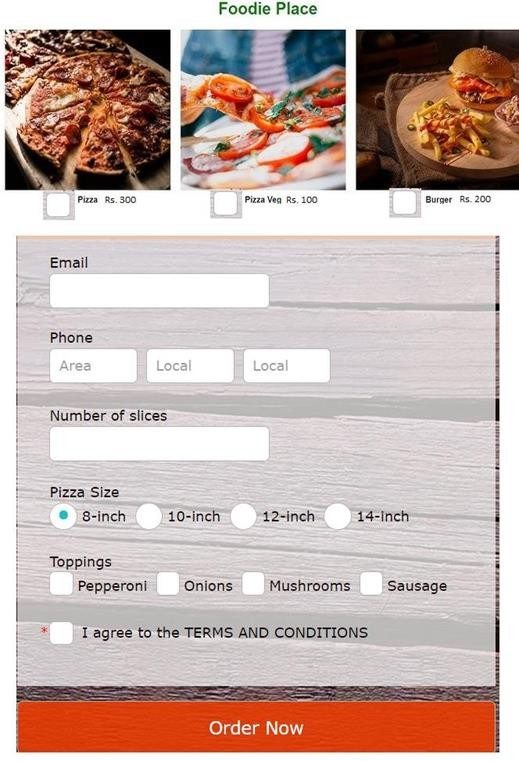 Foodie Place
Pizza Rs. 300
Pizza Veg Rs. 100
Burger Rs. 200
Email
Phone
Area Local Local
Number of slices
Pizza Size
8-inch 10-inch 12-inch 14-inch
Toppings
Pepperoni Onions Mushrooms Sausage
* I agree to the TERMS AND CONDITIONS
Order Now